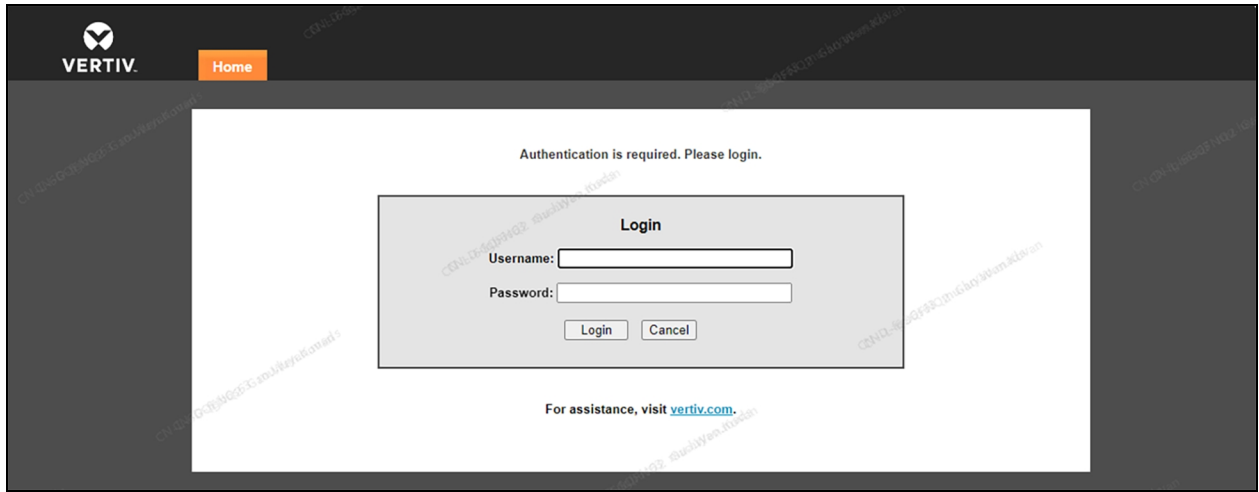 VERTIV.
Home
Authentication is required. Please login.
Login
Username:
Password:
Login Cancel
For assistance, visit vertiv.com.